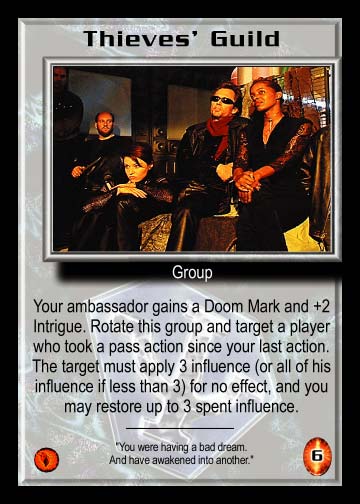 Thieves' Guild
Group
Your ambassador gains a Doom Mark and +2
Intrigue. Rotate this group and target a player
who took a pass action since your last action.
The target must apply 3 influence (or all of his
influence if less than 3) for no effect, and you
may restore up to 3 spent influence.
"You were having a bad dream.
And have awakened into another."
6